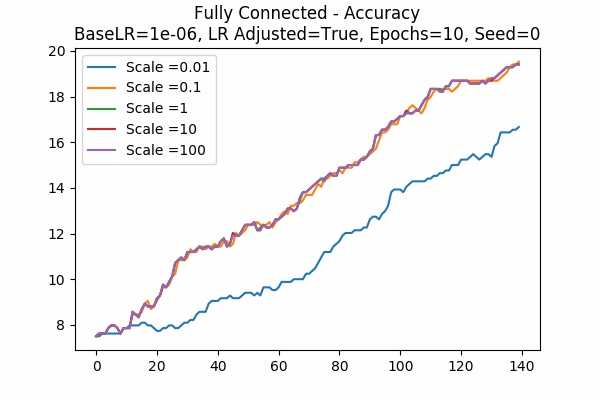 Fully Connected - Accuracy
BaseLR=1e-06, LR Adjusted=True, Epochs=10, Seed=0
Scale =0.01
Scale =0.1
Scale =1
Scale =10
Scale =100
20
18
16
14
12
10
8
0 20 40 60 80 100 120 140